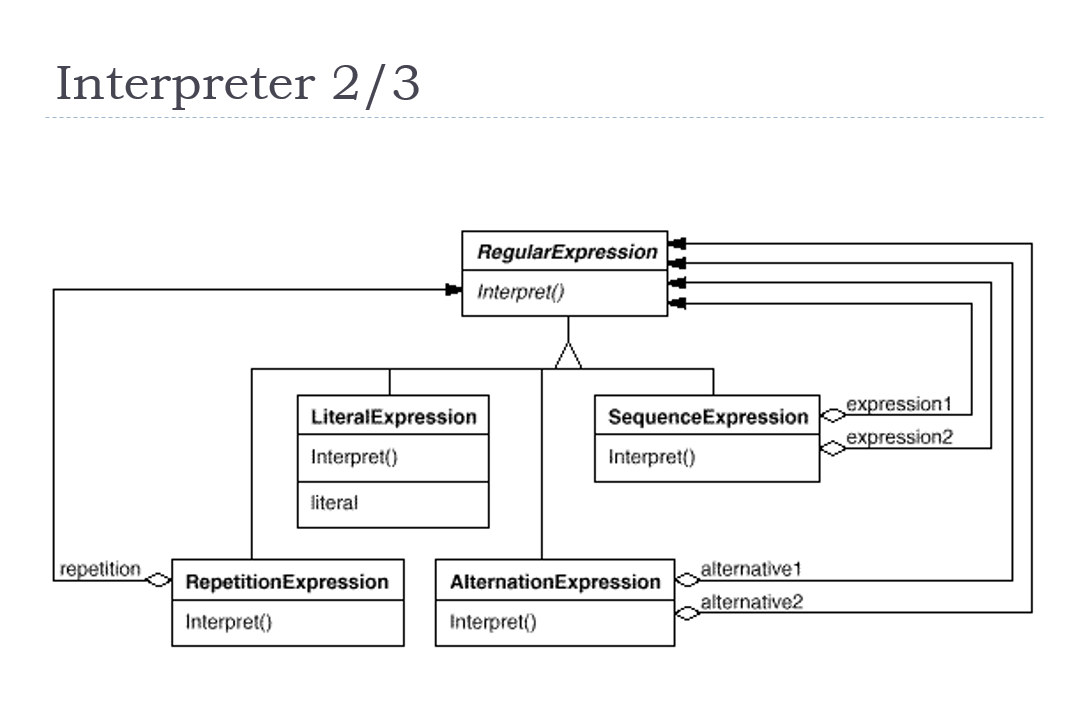 Interpreter 2/3
RegularExpression
Interpret()
LiteralExpression
Interpret()
literal
SequenceExpression
Interpret()
expression1
expression2
repetition
RepetitionExpression
Interpret()
AlternationExpression
Interpret()
alternative1
alternative2